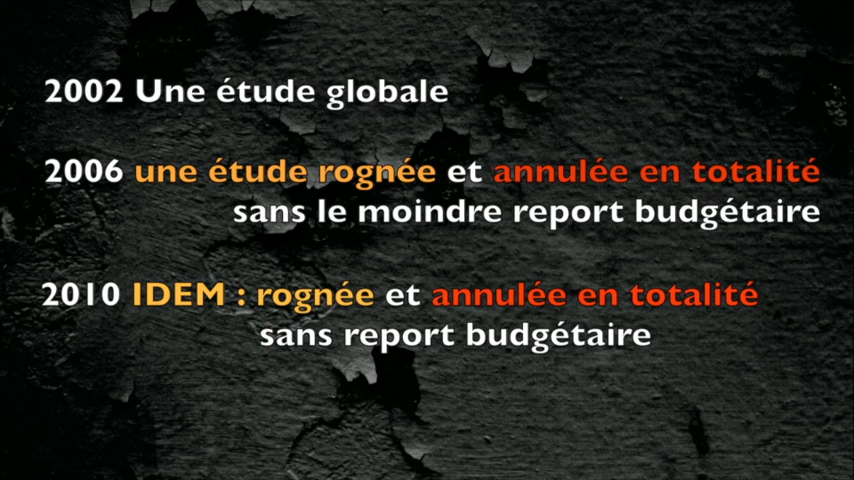 2002 Une étude globale
2006 une étude rognée et annulée en totalité
sans le moindre report budgétaire
2010 IDEM : rognée et annulée en totalité
sans report budgétaire